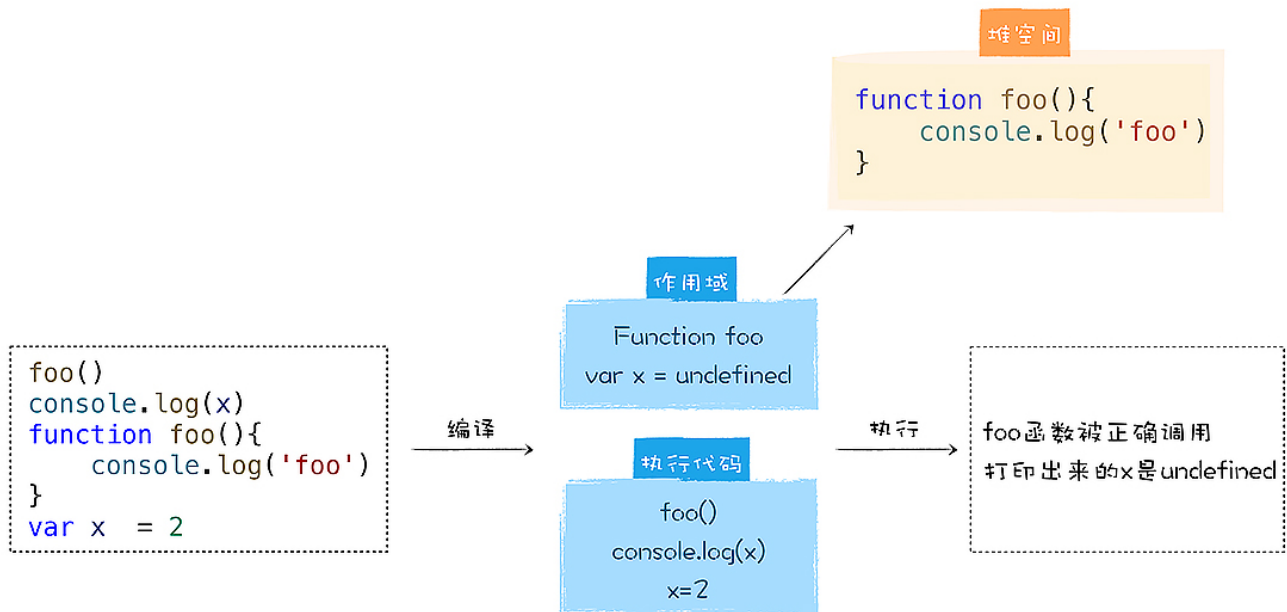 堆空间
function foo(){
    console.log('foo')
}
作用域
Function foo
var x = undefined
foo()
console.log(x)
function foo(){
    console.log('foo')
}
var x  = 2
编译
执行代码
foo()
console.log(x)
x=2
执行
foo函数被正确调用
打印出来的x是undefined